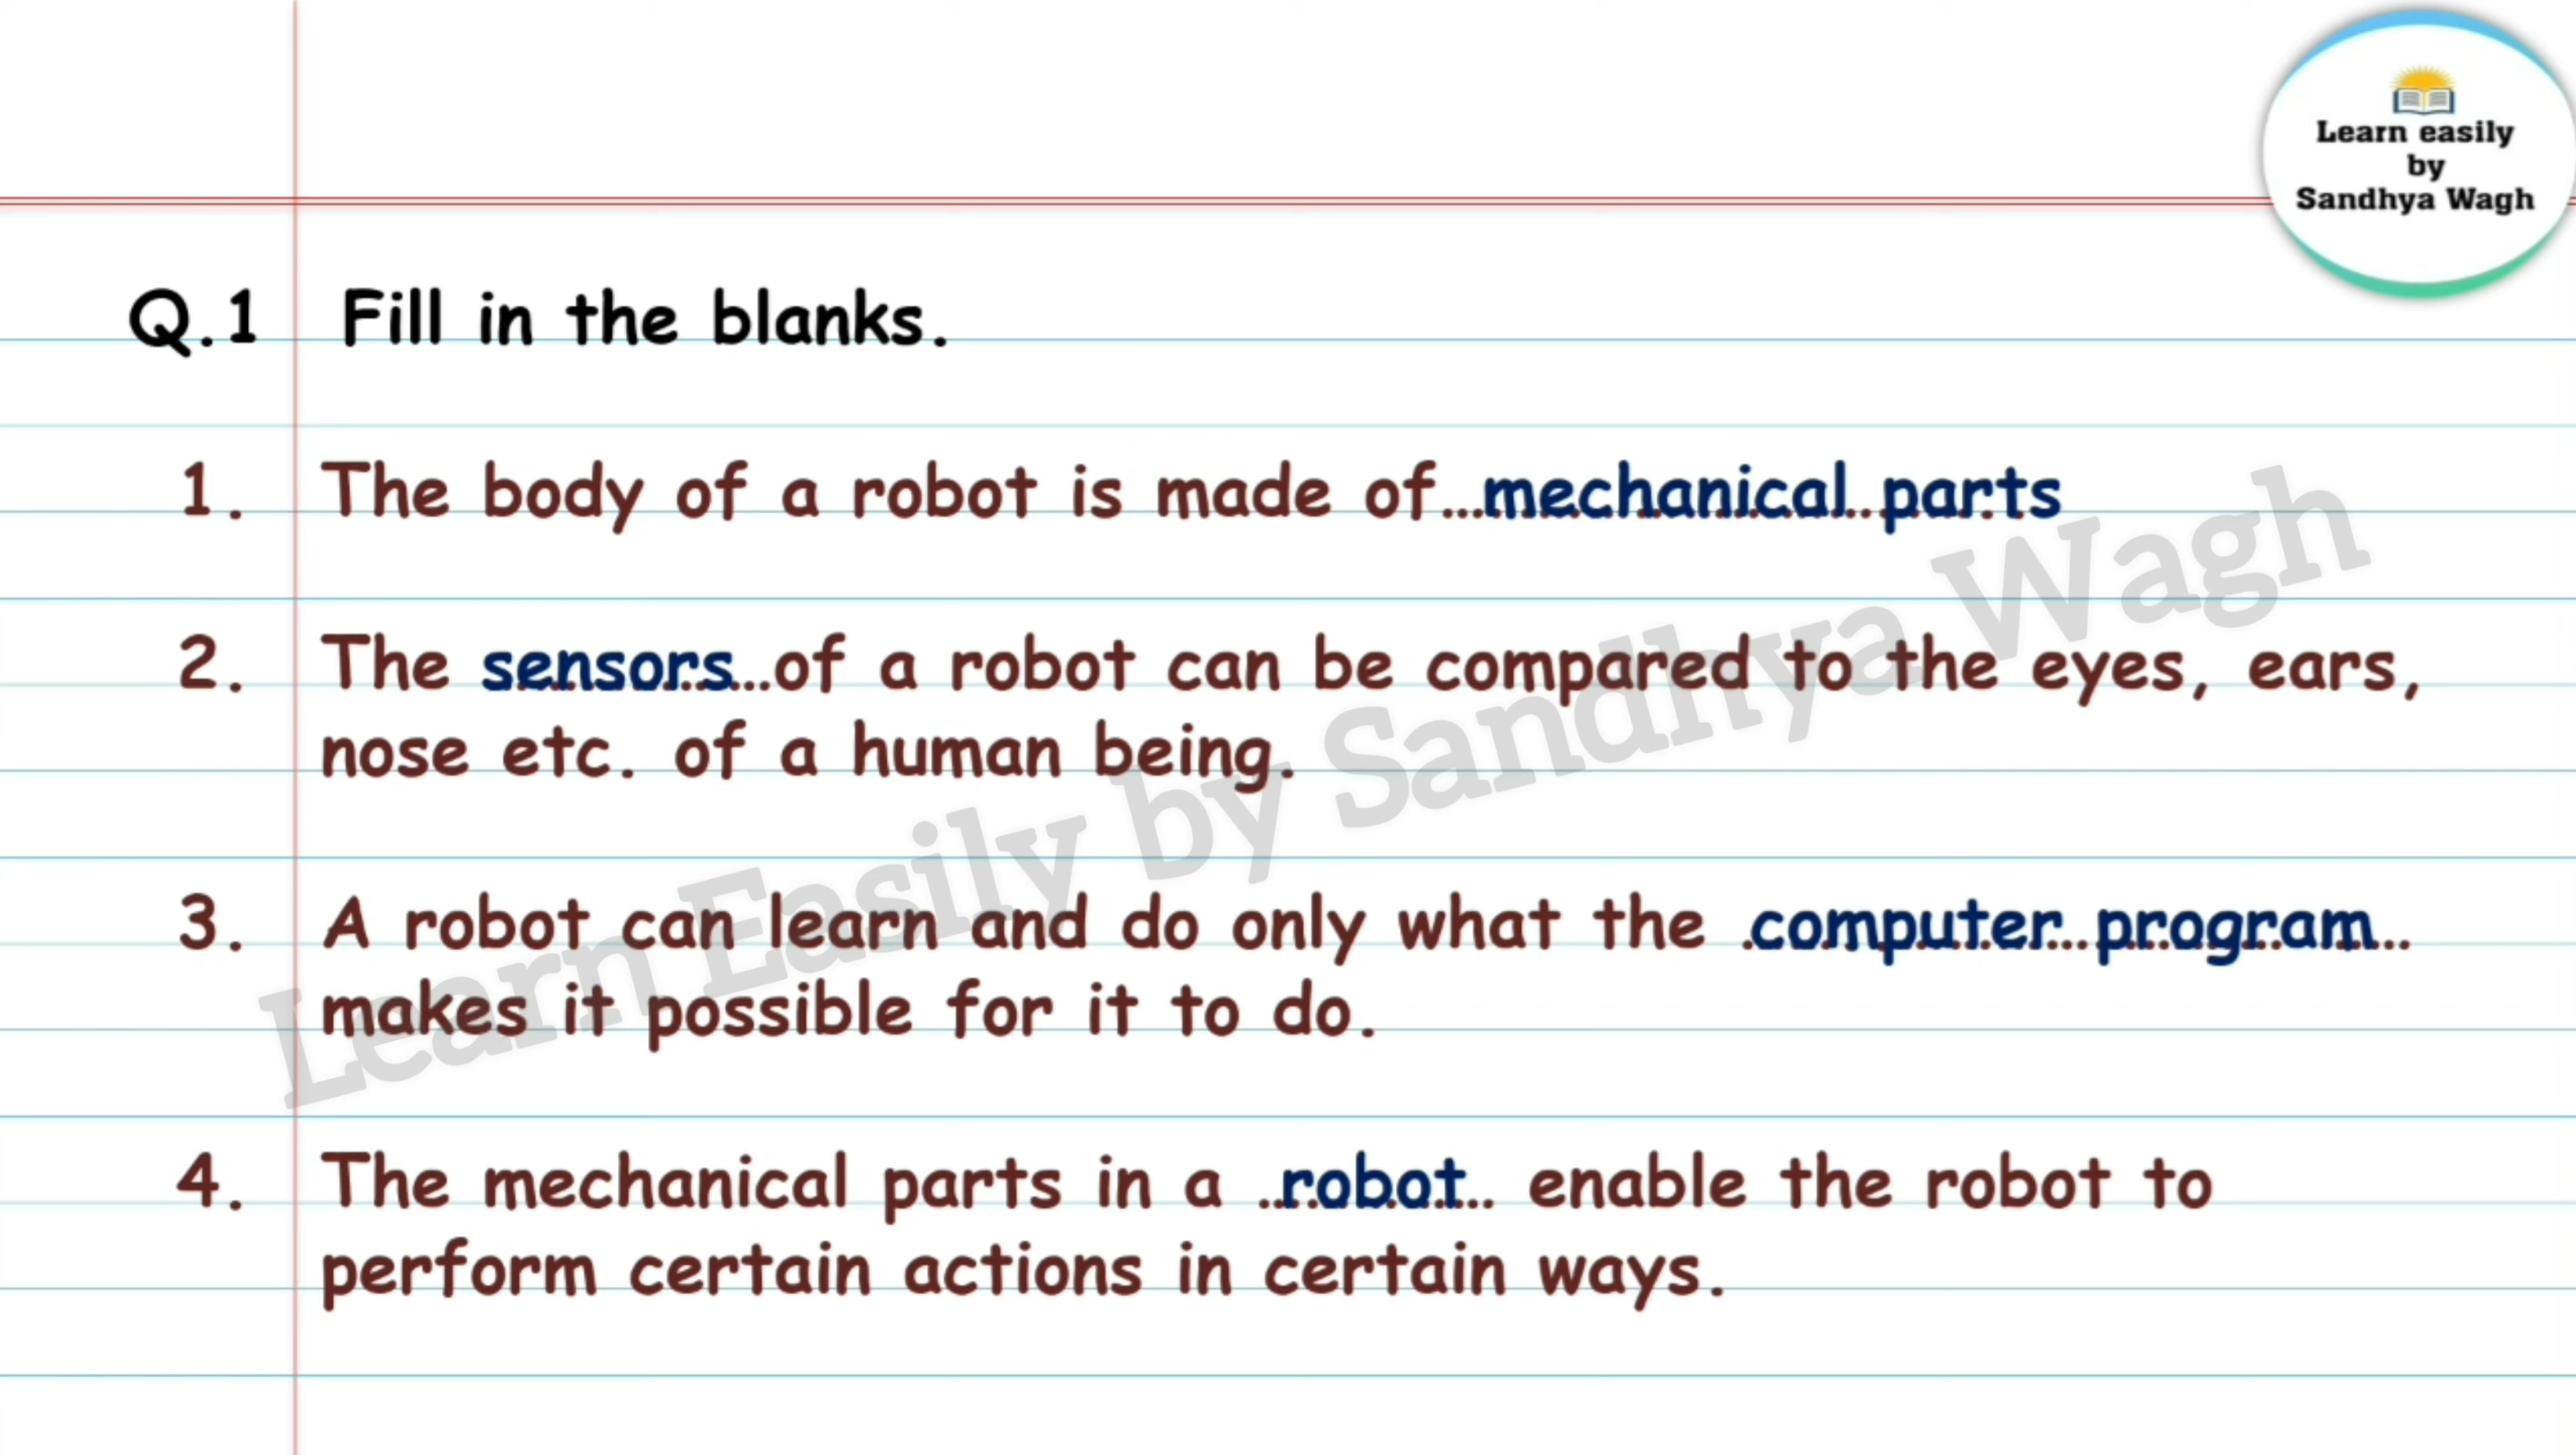 Learn easily
by
Sandhya Wagh
Q.1 Fill in the blanks.
1. The body of a robot is made of...mechanical parts
2. The sensors...of a robot can be compared to the eyes, ears,
nose etc. of a human being.
3. A robot can learn and do only what the computer program...
makes it possible for it to do.
4. The mechanical parts in a ...robot... enable the robot to
perform certain actions in certain ways.
Learn Easily by Sandhya Wagh